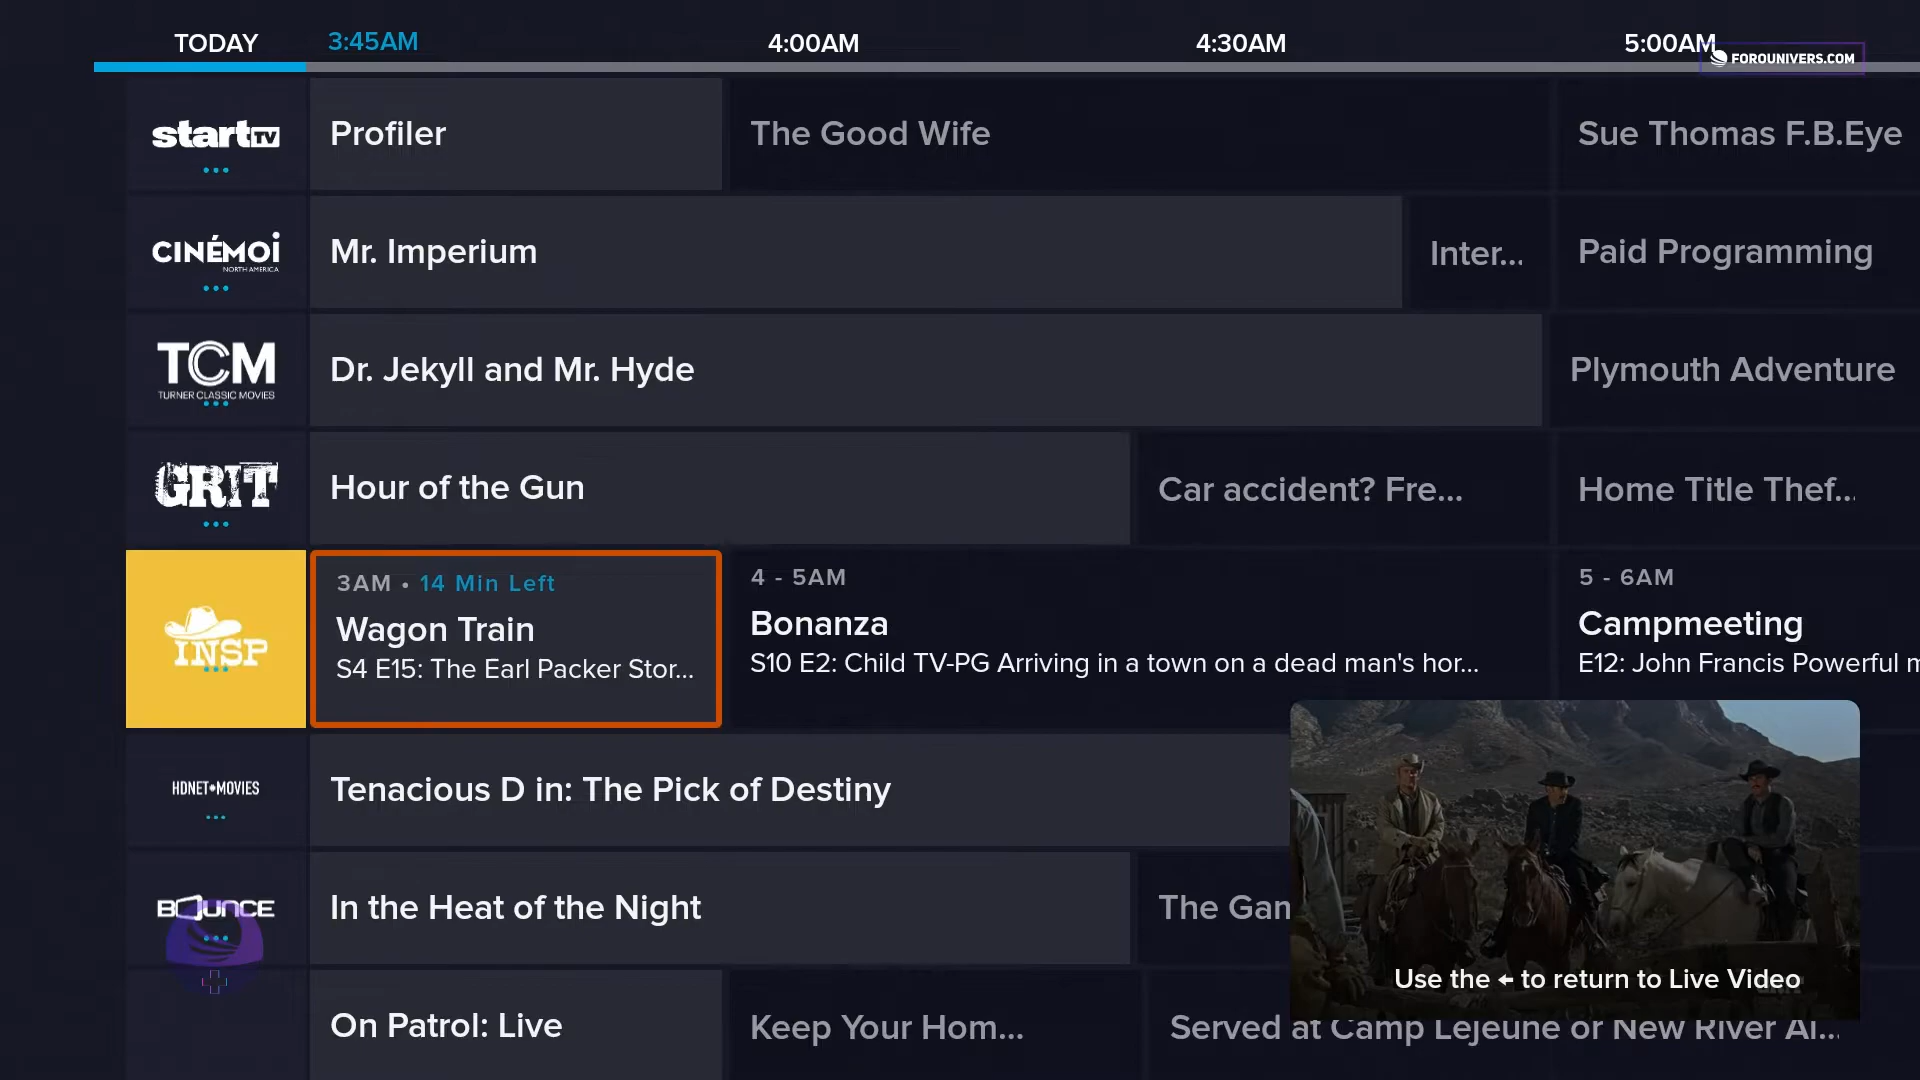 TODAY 3:45AM 4:00AM 4:30AM 5:00AM
FOROUNIVERS.COM
startTV Profiler The Good Wife Sue Thomas F.B.Eye
CINÉMOI Mr. Imperium Inter... Paid Programming
NORTH AMERICA
TCM Dr. Jekyll and Mr. Hyde Plymouth Adventure
TURNER CLASSIC MOVIES
GRIT Hour of the Gun Car accident? Fre... Home Title Thef...
3AM • 14 Min Left 4 - 5AM 5 - 6AM
Wagon Train Bonanza Campmeeting
INSP S4 E15: The Earl Packer Stor... S10 E2: Child TV-PG Arriving in a town on a dead man's hor... E12: John Francis Powerful m
HDNET MOVIES Tenacious D in: The Pick of Destiny
BOUNCE In the Heat of the Night The Gam
Use the ← to return to Live Video
GRIT
On Patrol: Live Keep Your Hom... Served at Camp Lejeune or New River Ai...